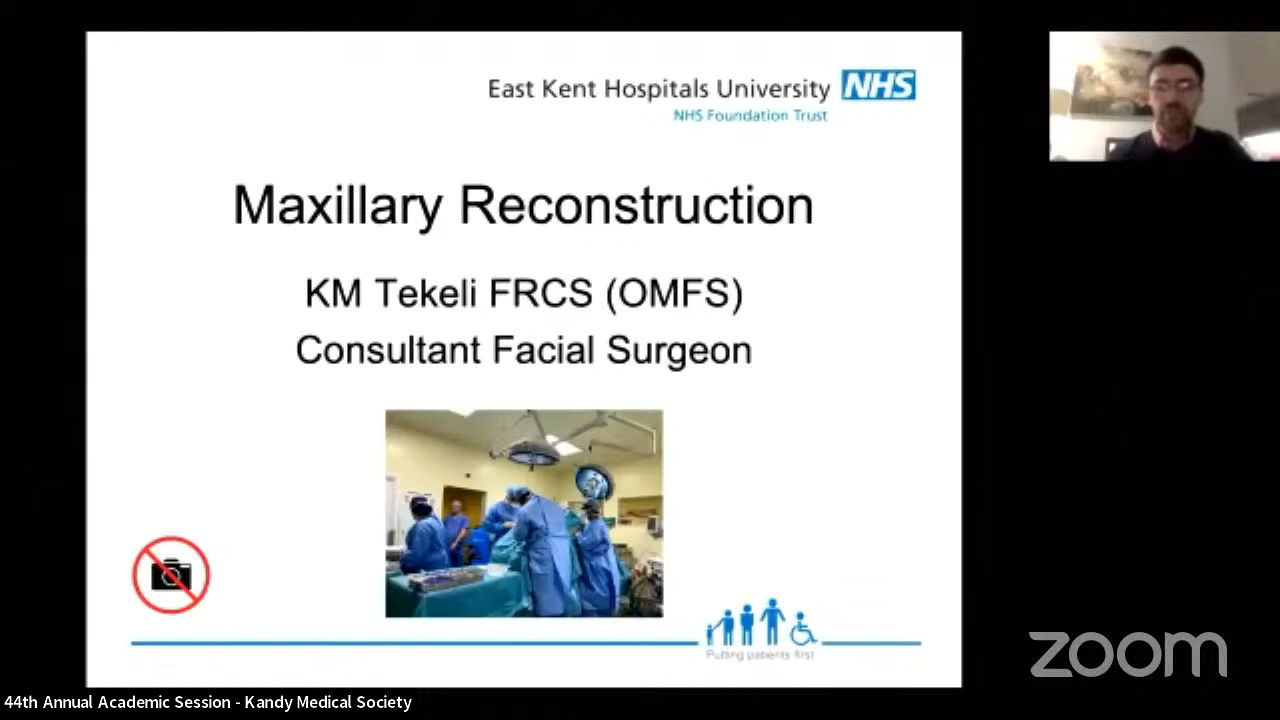 East Kent Hospitals University NHS
NHS Foundation Trust
Maxillary Reconstruction
KM Tekeli FRCS (OMFS)
Consultant Facial Surgeon
Putting patients first
zoom
44th Annual Academic Session - Kandy Medical Society